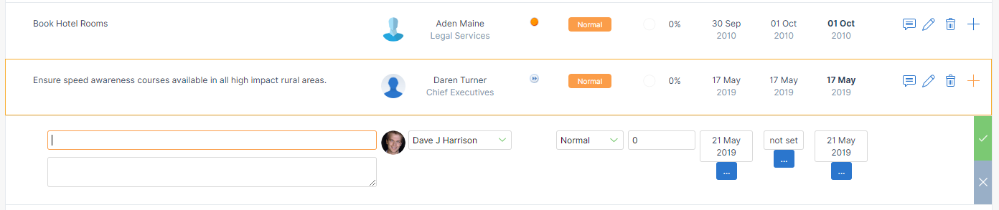 Book Hotel Rooms
Aden Maine
Legal Services
Normal
0%
30 Sep
2010
01 Oct
2010
01 Oct
2010
Ensure speed awareness courses available in all high impact rural areas.
Daren Turner
Chief Executives
Normal
0%
17 May
2019
17 May
2019
17 May
2019
Dave J Harrison
Normal
0
21 May
2019
...
not set
...
21 May
2019
...